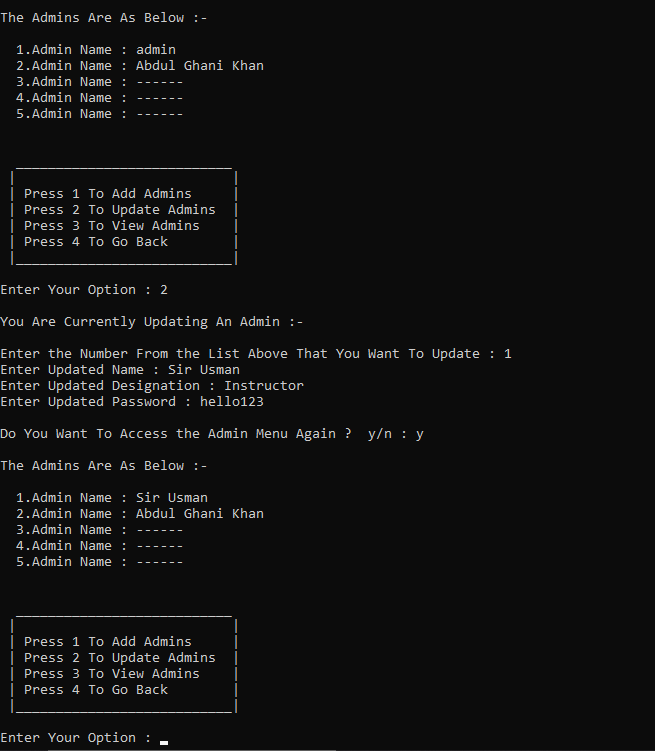 The Admins Are As Below :-
1.Admin Name : admin
2.Admin Name : Abdul Ghani Khan
3.Admin Name : ------
4.Admin Name : ------
5.Admin Name : ------
___________________________
|                           |
| Press 1 To Add Admins     |
| Press 2 To Update Admins  |
| Press 3 To View Admins    |
| Press 4 To Go Back        |
|___________________________|
Enter Your Option : 2
You Are Currently Updating An Admin :-
Enter the Number From the List Above That You Want To Update : 1
Enter Updated Name : Sir Usman
Enter Updated Designation : Instructor
Enter Updated Password : hello123
Do You Want To Access the Admin Menu Again ?  y/n : y
The Admins Are As Below :-
1.Admin Name : Sir Usman
2.Admin Name : Abdul Ghani Khan
3.Admin Name : ------
4.Admin Name : ------
5.Admin Name : ------
___________________________
|                           |
| Press 1 To Add Admins     |
| Press 2 To Update Admins  |
| Press 3 To View Admins    |
| Press 4 To Go Back        |
|___________________________|
Enter Your Option :